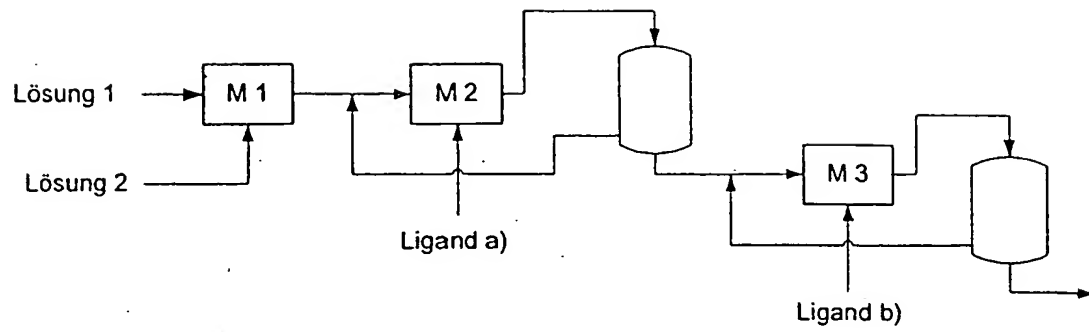 Lösung 1
M 1
M 2
Lösung 2
M 3
Ligand a)
Ligand b)